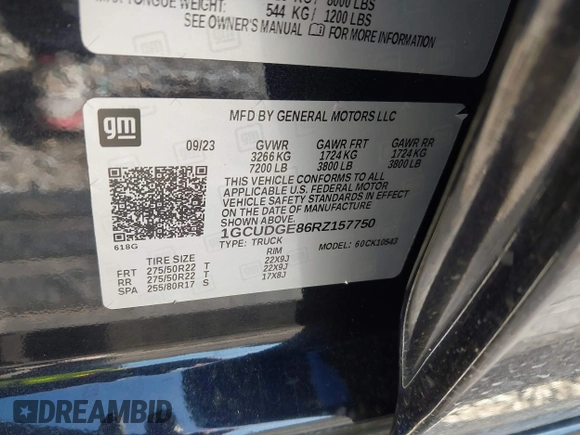 8000 LBS
TONGUE WEIGHT: 544 KG / 1200 LBS
SEE OWNER'S MANUAL FOR MORE INFORMATION
gm
MFD BY GENERAL MOTORS LLC
09/23 GVWR GAWR FRT GAWR RR
3266 KG 1724 KG 1724 KG
7200 LB 3800 LB 3800 LB
THIS VEHICLE CONFORMS TO ALL
APPLICABLE U.S. FEDERAL MOTOR
VEHICLE SAFETY STANDARDS IN EFFECT
ON THE DATE OF MANUFACTURE SHOWN ABOVE.
618G
1GCUDGE86RZ157750
TYPE: TRUCK MODEL: 60CK10543
TIRE SIZE RIM
FRT 275/50R22 T 22X9J
RR 275/50R22 T 22X9J
SPA 255/80R17 S 17X8J
DREAMBID